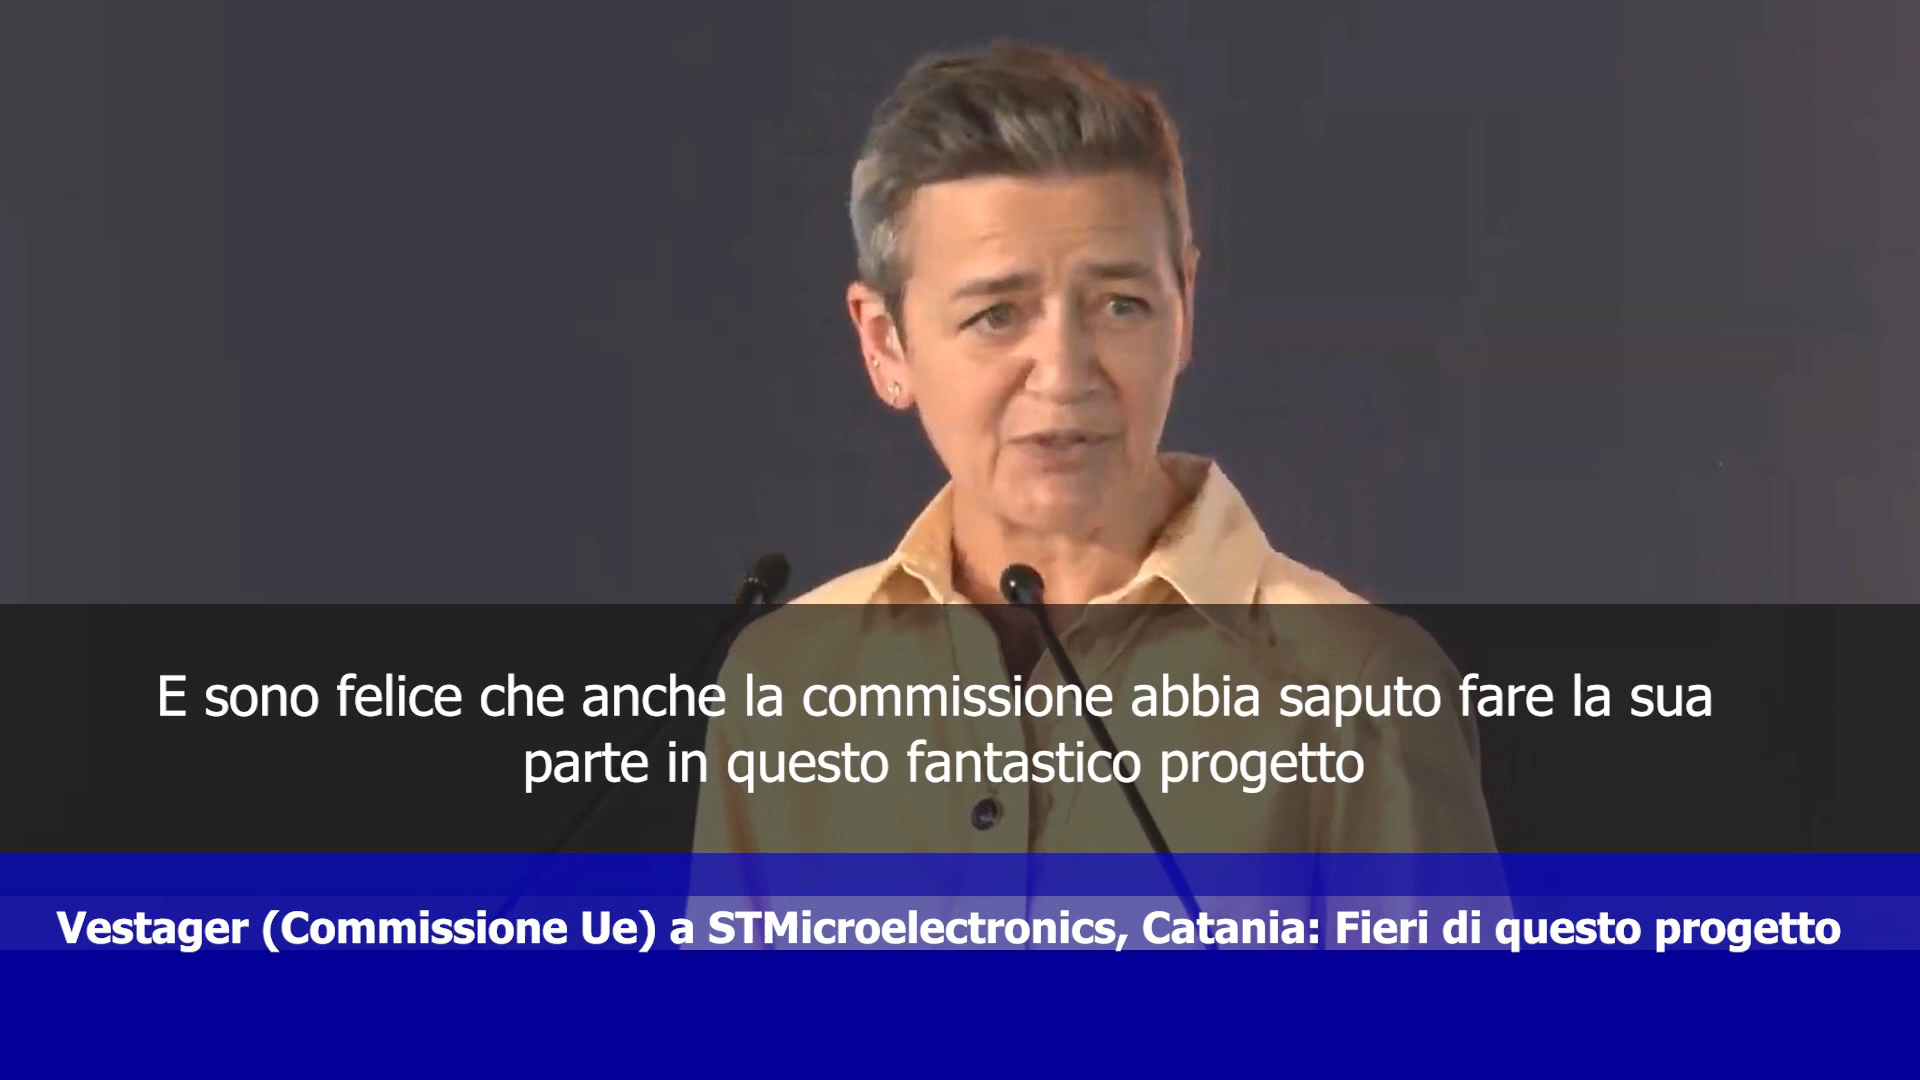 E sono felice che anche la commissione abbia saputo fare la sua
parte in questo fantastico progetto
Vestager (Commissione Ue) a STMicroelectronics, Catania: Fieri di questo progetto